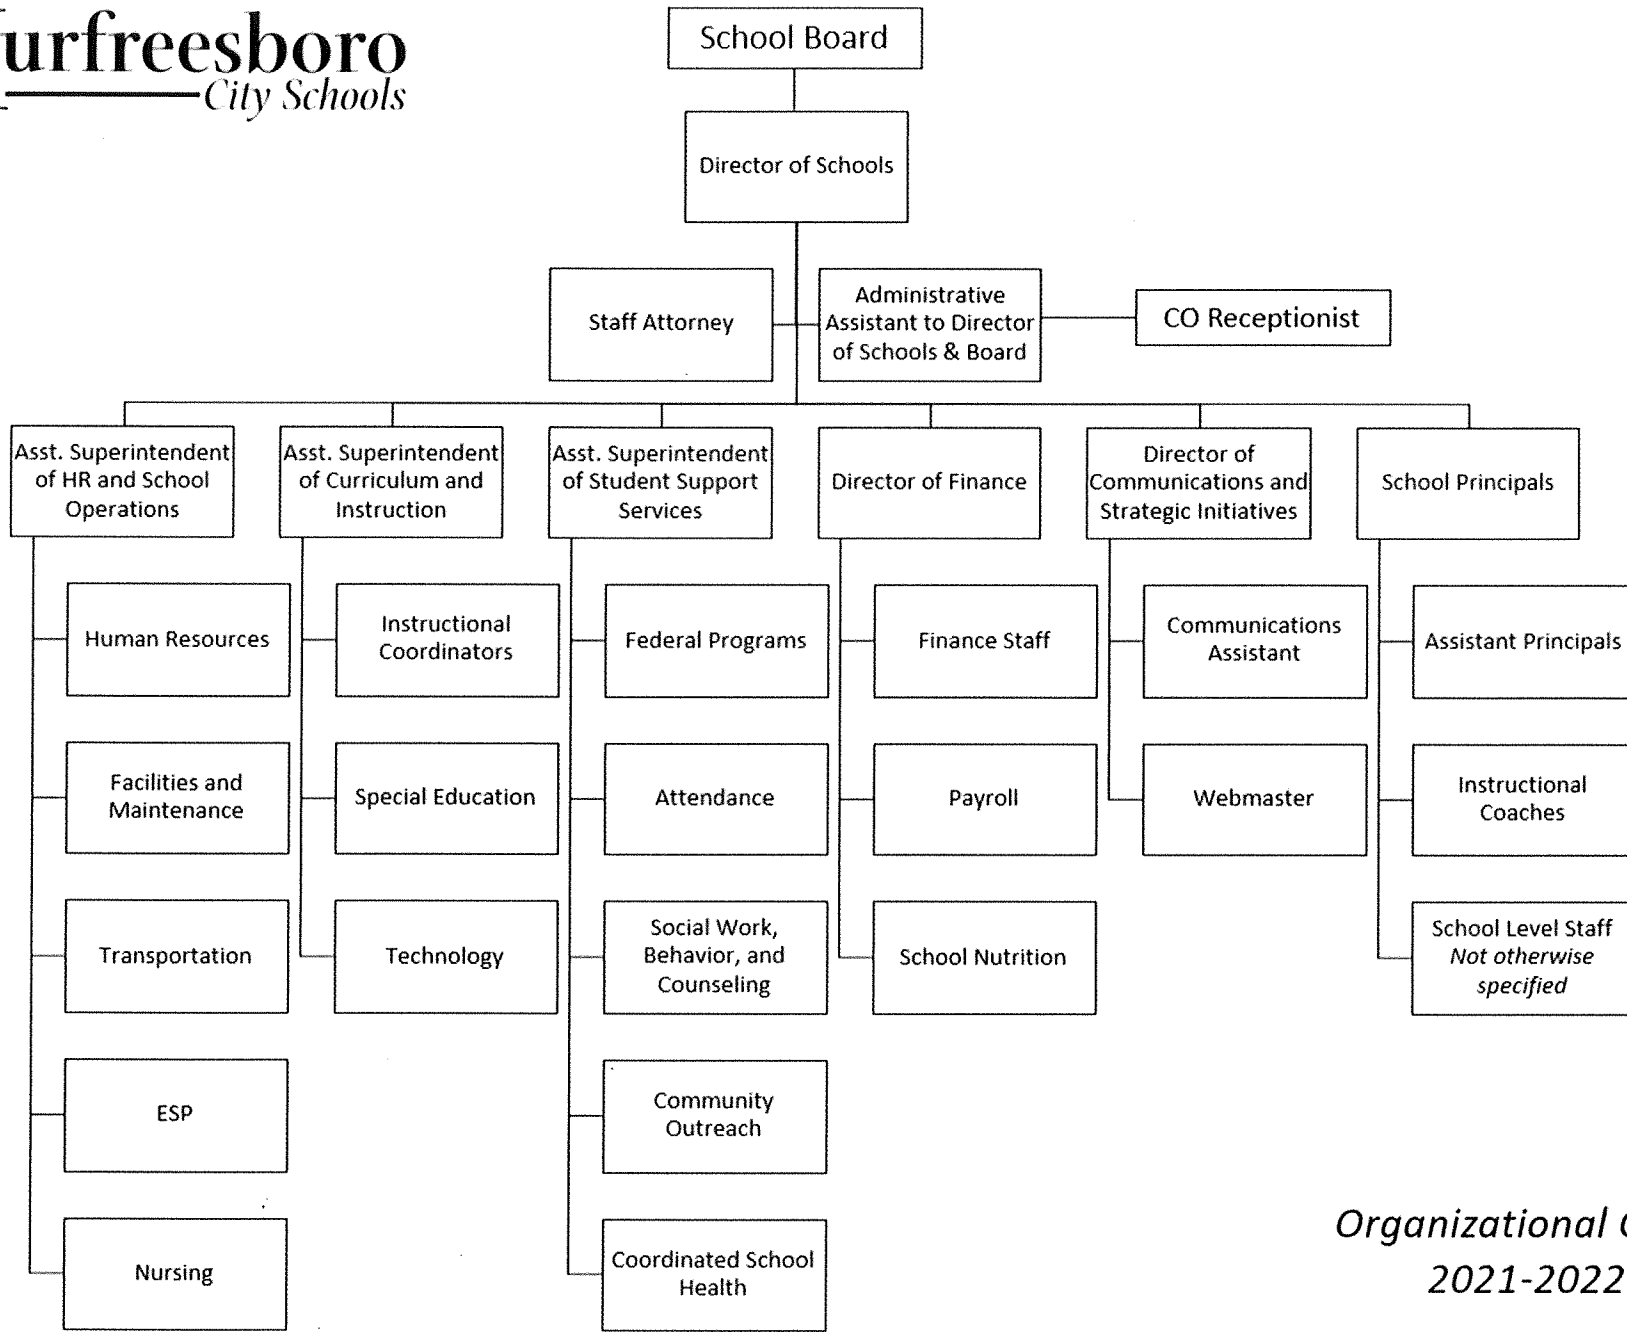 urfreesboro
City Schools
School Board
Director of Schools
Staff Attorney
Administrative
Assistant to Director
of Schools & Board
CO Receptionist
Asst. Superintendent
of HR and School
Operations
Asst. Superintendent
of Curriculum and
Instruction
Asst. Superintendent
of Student Support
Services
Director of Finance
Director of
Communications and
Strategic Initiatives
School Principals
Human Resources
Instructional
Coordinators
Federal Programs
Finance Staff
Communications
Assistant
Assistant Principals
Facilities and
Maintenance
Special Education
Attendance
Payroll
Webmaster
Instructional
Coaches
Transportation
Technology
Social Work,
Behavior, and
Counseling
School Nutrition
School Level Staff
Not otherwise
specified
ESP
Community
Outreach
Nursing
Coordinated School
Health
Organizational
2021-2022